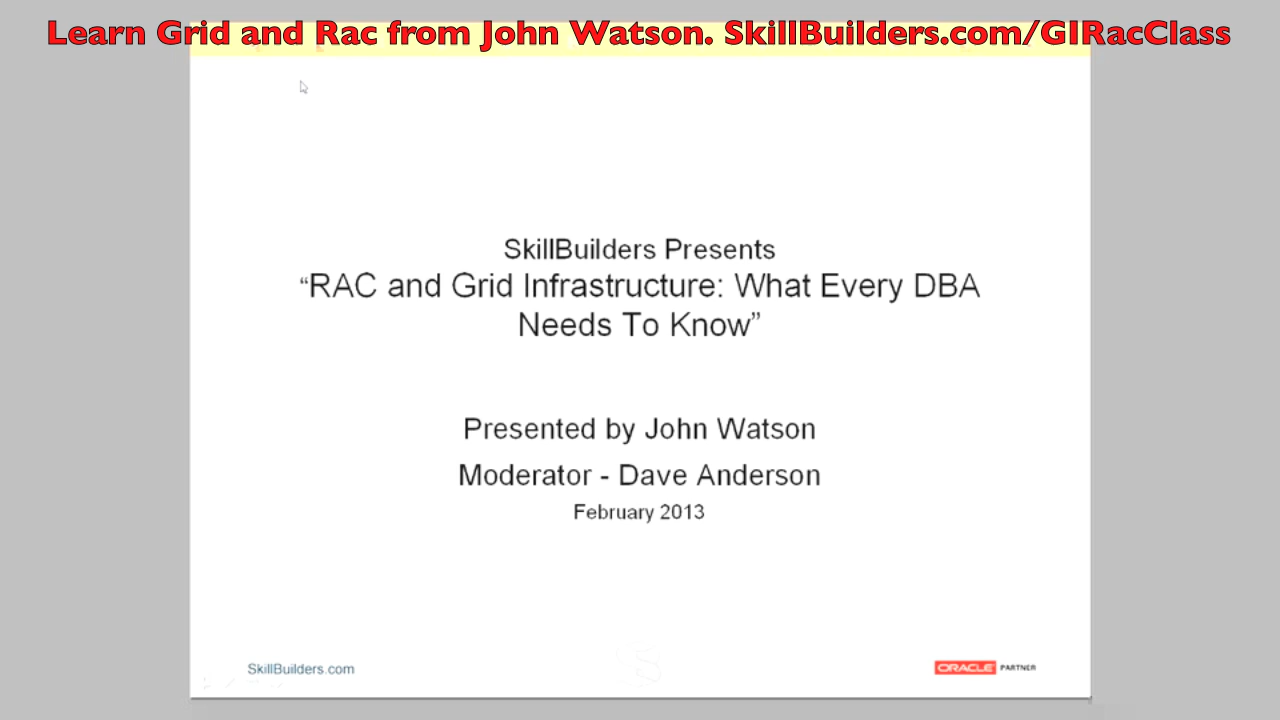 Learn Grid and Rac from John Watson. SkillBuilders.com/GIRacClass
SkillBuilders Presents
“RAC and Grid Infrastructure: What Every DBA
Needs To Know”
Presented by John Watson
Moderator - Dave Anderson
February 2013
SkillBuilders.com
ORACLE PARTNER